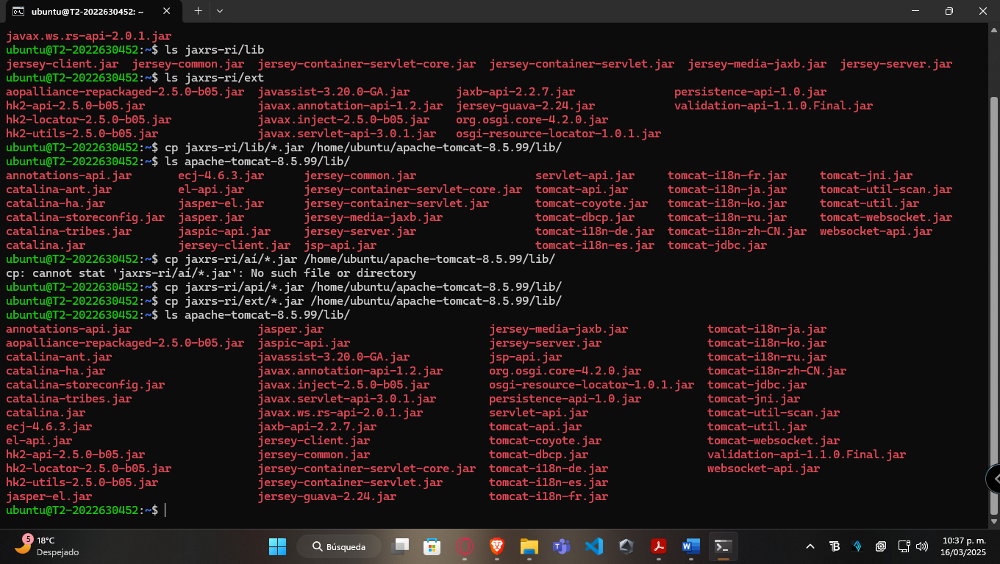 ubuntu@T2-2022630452: ~
javax.ws.rs-api-2.0.1.jar
ubuntu@T2-2022630452:~$ ls jaxrs-ri/lib
jersey-client.jar  jersey-common.jar  jersey-container-servlet-core.jar  jersey-container-servlet.jar  jersey-media-jaxb.jar  jersey-server.jar
ubuntu@T2-2022630452:~$ ls jaxrs-ri/ext
aopalliance-repackaged-2.5.0-b05.jar  javassist-3.20.0-GA.jar  jaxb-api-2.2.7.jar  persistence-api-1.0.jar
hk2-api-2.5.0-b05.jar  javax.annotation-api-1.2.jar  jersey-guava-2.24.jar  validation-api-1.1.0.Final.jar
hk2-locator-2.5.0-b05.jar  javax.inject-2.5.0-b05.jar  org.osgi.core-4.2.0.jar
hk2-utils-2.5.0-b05.jar  javax.servlet-api-3.0.1.jar  osgi-resource-locator-1.0.1.jar
ubuntu@T2-2022630452:~$ cp jaxrs-ri/lib/*.jar /home/ubuntu/apache-tomcat-8.5.99/lib/
ubuntu@T2-2022630452:~$ ls apache-tomcat-8.5.99/lib/
annotations-api.jar  ecj-4.6.3.jar  jersey-common.jar  servlet-api.jar  tomcat-i18n-fr.jar  tomcat-jni.jar
catalina-ant.jar  el-api.jar  jersey-container-servlet-core.jar  tomcat-api.jar  tomcat-i18n-ja.jar  tomcat-util-scan.jar
catalina-ha.jar  jasper-el.jar  jersey-container-servlet.jar  tomcat-coyote.jar  tomcat-i18n-ko.jar  tomcat-util.jar
catalina-storeconfig.jar  jasper.jar  jersey-media-jaxb.jar  tomcat-dbcp.jar  tomcat-i18n-ru.jar  tomcat-websocket.jar
catalina-tribes.jar  jaspic-api.jar  jersey-server.jar  tomcat-i18n-de.jar  tomcat-i18n-zh-CN.jar  websocket-api.jar
catalina.jar  jersey-client.jar  jsp-api.jar  tomcat-i18n-es.jar  tomcat-jdbc.jar
ubuntu@T2-2022630452:~$ cp jaxrs-ri/aí/*.jar /home/ubuntu/apache-tomcat-8.5.99/lib/
cp: cannot stat 'jaxrs-ri/aí/*.jar': No such file or directory
ubuntu@T2-2022630452:~$ cp jaxrs-ri/api/*.jar /home/ubuntu/apache-tomcat-8.5.99/lib/
ubuntu@T2-2022630452:~$ cp jaxrs-ri/ext/*.jar /home/ubuntu/apache-tomcat-8.5.99/lib/
ubuntu@T2-2022630452:~$ ls apache-tomcat-8.5.99/lib/
annotations-api.jar  jasper.jar  jersey-media-jaxb.jar  tomcat-i18n-ja.jar
aopalliance-repackaged-2.5.0-b05.jar  jaspic-api.jar  jersey-server.jar  tomcat-i18n-ko.jar
catalina-ant.jar  javassist-3.20.0-GA.jar  jsp-api.jar  tomcat-i18n-ru.jar
catalina-ha.jar  javax.annotation-api-1.2.jar  org.osgi.core-4.2.0.jar  tomcat-i18n-zh-CN.jar
catalina-storeconfig.jar  javax.inject-2.5.0-b05.jar  osgi-resource-locator-1.0.1.jar  tomcat-jdbc.jar
catalina-tribes.jar  javax.servlet-api-3.0.1.jar  persistence-api-1.0.jar  tomcat-jni.jar
catalina.jar  javax.ws.rs-api-2.0.1.jar  servlet-api.jar  tomcat-util-scan.jar
ecj-4.6.3.jar  jaxb-api-2.2.7.jar  tomcat-api.jar  tomcat-util.jar
el-api.jar  jersey-client.jar  tomcat-coyote.jar  tomcat-websocket.jar
hk2-api-2.5.0-b05.jar  jersey-common.jar  tomcat-dbcp.jar  validation-api-1.1.0.Final.jar
hk2-locator-2.5.0-b05.jar  jersey-container-servlet-core.jar  tomcat-i18n-de.jar  websocket-api.jar
hk2-utils-2.5.0-b05.jar  jersey-container-servlet.jar  tomcat-i18n-es.jar
jasper-el.jar  jersey-guava-2.24.jar  tomcat-i18n-fr.jar
ubuntu@T2-2022630452:~$
5
18°C
Despejado
Búsqueda
10:37 p. m.
16/03/2025